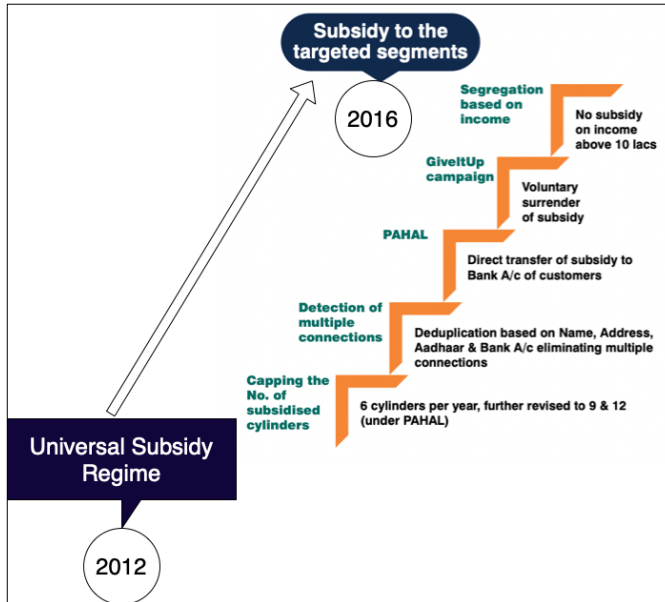 Subsidy to the
targeted segments
2016
Segregation
based on
income
No subsidy
on income
above 10 lacs
GiveItUp
campaign
Voluntary
surrender
of subsidy
PAHAL
Direct transfer of subsidy to
Bank A/c of customers
Detection of
multiple
connections
Deduplication based on Name, Address,
Aadhaar & Bank A/c eliminating multiple
connections
Capping the
No. of
subsidised
cylinders
6 cylinders per year, further revised to 9 & 12
(under PAHAL)
Universal Subsidy
Regime
2012